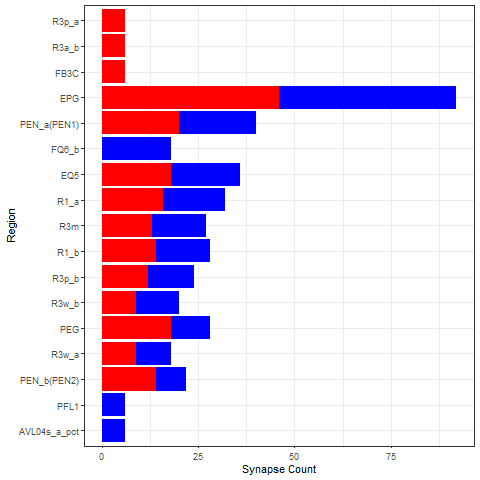 R3p_a
R3a_b
FB3C
EPG
PEN_a(PEN1)
FQ6_b
EQ5
R1_a
R3m
R1_b
R3p_b
R3w_b
PEG
R3w_a
PEN_b(PEN2)
PFL1
AVL04s_a_pct
Region
0 25 50 75
Synapse Count